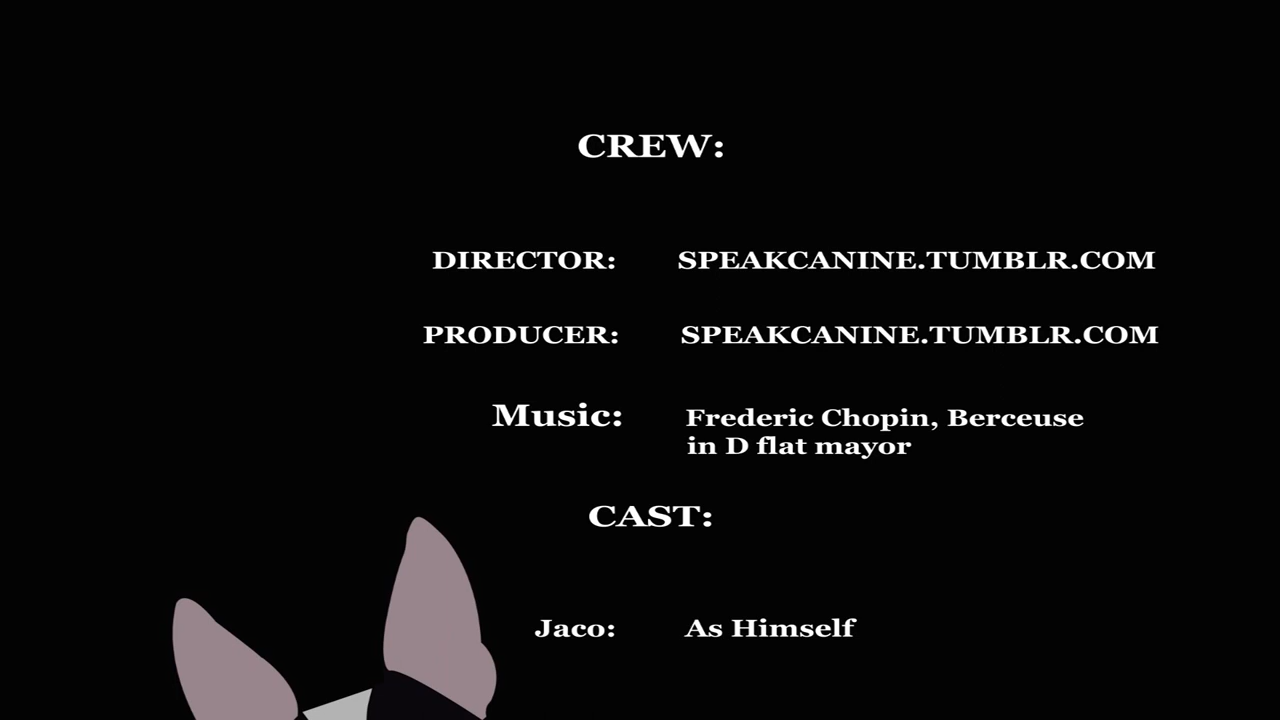 CREW:
DIRECTOR: SPEAKCANINE.TUMBLR.COM
PRODUCER: SPEAKCANINE.TUMBLR.COM
Music: Frederic Chopin, Berceuse
in D flat mayor
CAST:
Jaco: As Himself